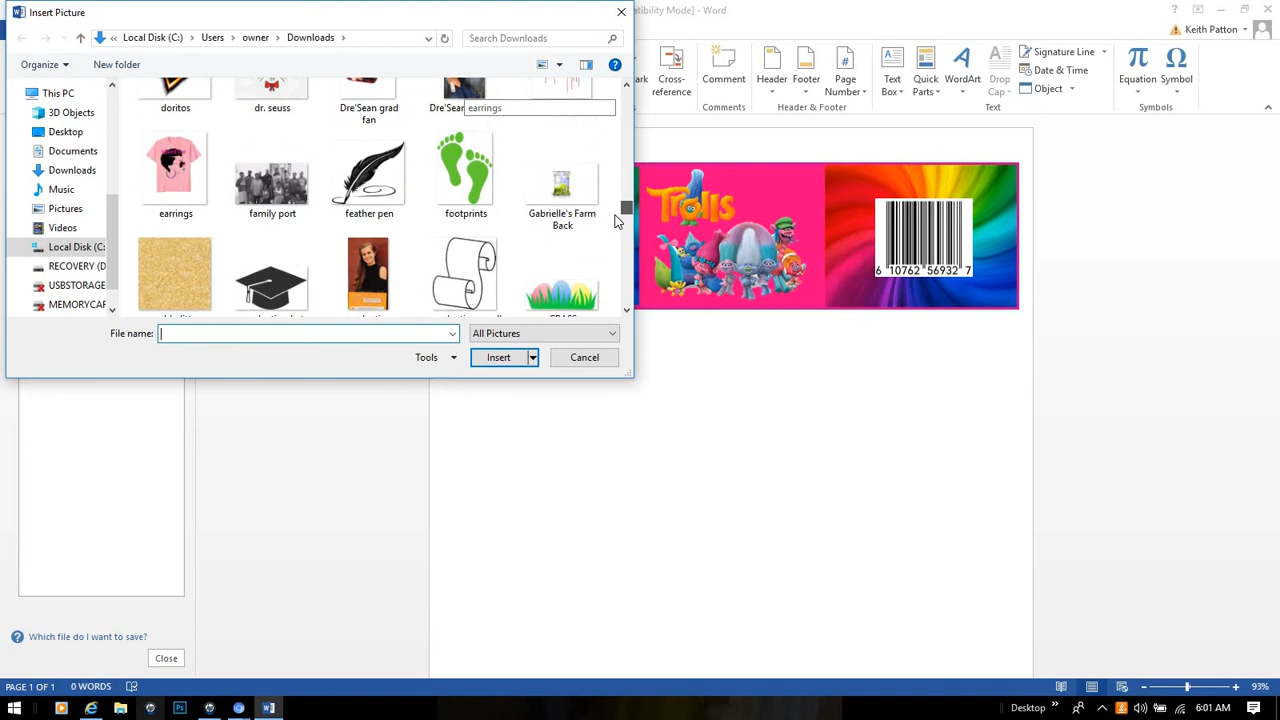 Insert Picture
Local Disk (C:) Users owner Downloads
Search Downloads
Organize New folder
This PC
3D Objects
Desktop
Documents
Downloads
Music
Pictures
Videos
Local Disk (C:
RECOVERY (D
USBSTORAGE
MEMORYCAR
doritos
dr. seuss
Dre'Sean grad
fan
earrings
earrings
family port
feather pen
footprints
Gabrielle's Farm
Back
File name:
All Pictures
Tools
Insert
Cancel
Mode] - Word
Keith Patton
Cross-
reference
Comment
Header
Footer
Page
Number
Text
Box
Quick
Parts
WordArt
Drop
Cap
Signature Line
Date & Time
Object
Equation
Symbol
Comments
Header & Footer
Text
Symbols
Trolls
6 10762 56932 7
Which file do I want to save?
Close
PAGE 1 OF 1 0 WORDS
93%
Desktop
6:01 AM